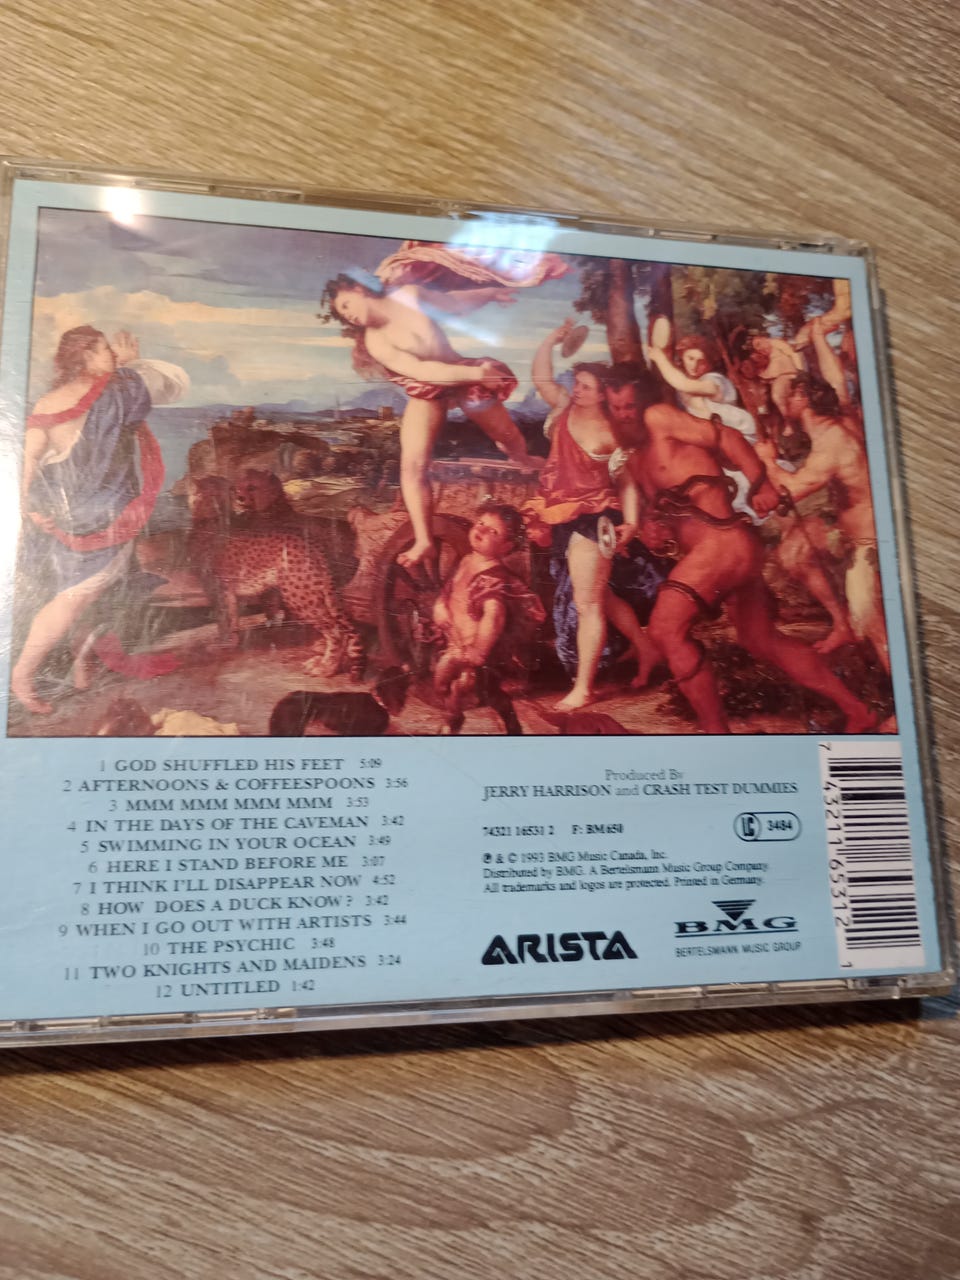 1 GOD SHUFFLED HIS FEET 5:09
2 AFTERNOONS & COFFEESPOONS 3:56
3 MMM MMM MMM MMM 3:53
4 IN THE DAYS OF THE CAVEMAN 3:42
5 SWIMMING IN YOUR OCEAN 3:49
6 HERE I STAND BEFORE ME 3:07
7 I THINK I'LL DISAPPEAR NOW 4:52
8 HOW DOES A DUCK KNOW? 3:42
9 WHEN I GO OUT WITH ARTISTS 3:44
10 THE PSYCHIC 3:48
11 TWO KNIGHTS AND MAIDENS 3:24
12 UNTITLED 1:42
Produced By
JERRY HARRISON and CRASH TEST DUMMIES
74321 16531 2 F: BM 650
LC 3484
℗ & © 1993 BMG Music Canada, Inc.
Distributed by BMG. A Bertelsmann Music Group Company.
All trademarks and logos are protected. Printed in Germany.
ARISTA
BMG
BERTELSMANN MUSIC GROUP
7 43211 65312 1